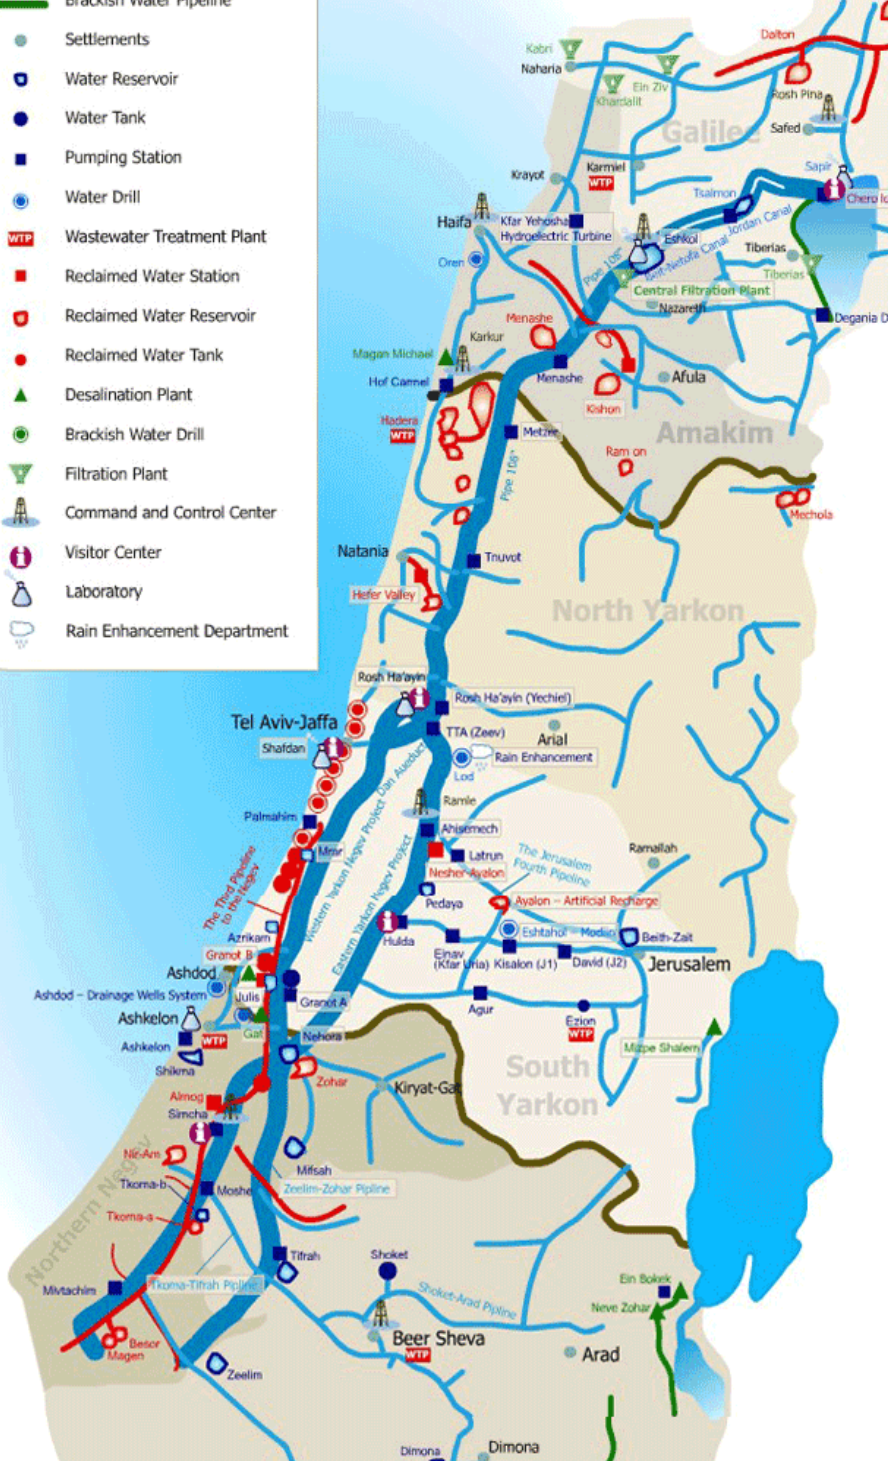 Brackish Water Pipeline
Settlements
Water Reservoir
Water Tank
Pumping Station
Water Drill
WTP Wastewater Treatment Plant
Reclaimed Water Station
Reclaimed Water Reservoir
Reclaimed Water Tank
Desalination Plant
Brackish Water Drill
Filtration Plant
Command and Control Center
Visitor Center
Laboratory
Rain Enhancement Department
Dalton
Kabri
Naharia
Ein Ziv
Khardalit
Rosh Pina
Galilee
Safed
Krayot
Karmiel
WTP
Sapir
Tsalmon
Haifa
Kfar Yehosha
Hydroelectric Turbine
Jordan Canal
Eshkol
Beit-Netofa Canal
Oren
Pipe 108"
Tiberias
Tiberias
Central Filtration Plant
Nazareth
Degania D
Menashe
Karkur
Magan Michael
Hof Carmel
Menashe
Afula
Kishon
Hadera
WTP
Metzer
Amakim
Ram on
Pipe 108"
Mechola
Natania
Tnuvot
Hefer Valley
North Yarkon
Rosh Ha'ayin
Rosh Ha'ayin (Yechiel)
Tel Aviv-Jaffa
TTA (Zeev)
Arial
Shafdan
Rain Enhancement
Lod
Western Yarkon Negev Project Dan Aueduct
Ramle
Palmahim
Ahisemech
Mrar
Latrun
Nesher-Ayalon
The Jerusalem
Fourth Pipeline
Ramallah
The Third Pipeline
to the Negev
Eastern Yarkon Negev Project
Pedaya
Ayalon – Artificial Recharge
Azrikam
Hulda
Eshtahol – Modiin
Beith-Zait
Granot B
Einav
(Kfar Uria)
Kisalon (J1)
David (J2)
Jerusalem
Ashdod
Ashdod – Drainage Wells System
Julis
Granot A
Agur
Ashkelon
Ezion
WTP
Gat
Nehora
Mizpe Shalem
Ashkelon
WTP
Shikma
Zohar
South
Yarkon
Kiryat-Gat
Almog
Simcha
Nir-Am
Northern Negev
Mifsah
Tkoma-b
Moshe
Zeelim-Zohar Pipline
Tkoma-a
Tifrah
Shoket
Mivtachim
Tkoma-Tifrah Pipline
Shoket-Arad Pipline
Ein Bokek
Neve Zohar
Besor
Magen
Beer Sheva
WTP
Arad
Zeelim
Dimona
Dimona